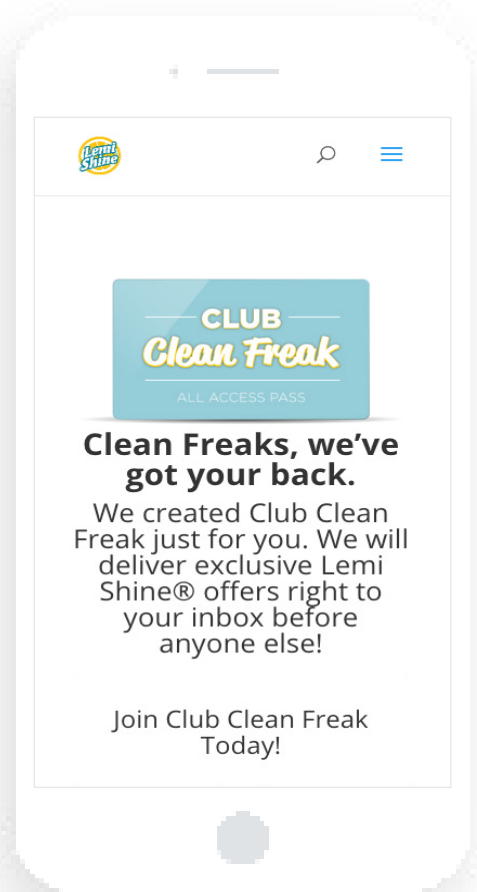 Lemi
Shine
CLUB
Clean Freak
ALL ACCESS PASS
Clean Freaks, we've
got your back.
We created Club Clean
Freak just for you. We will
deliver exclusive Lemi
Shine® offers right to
your inbox before
anyone else!
Join Club Clean Freak
Today!